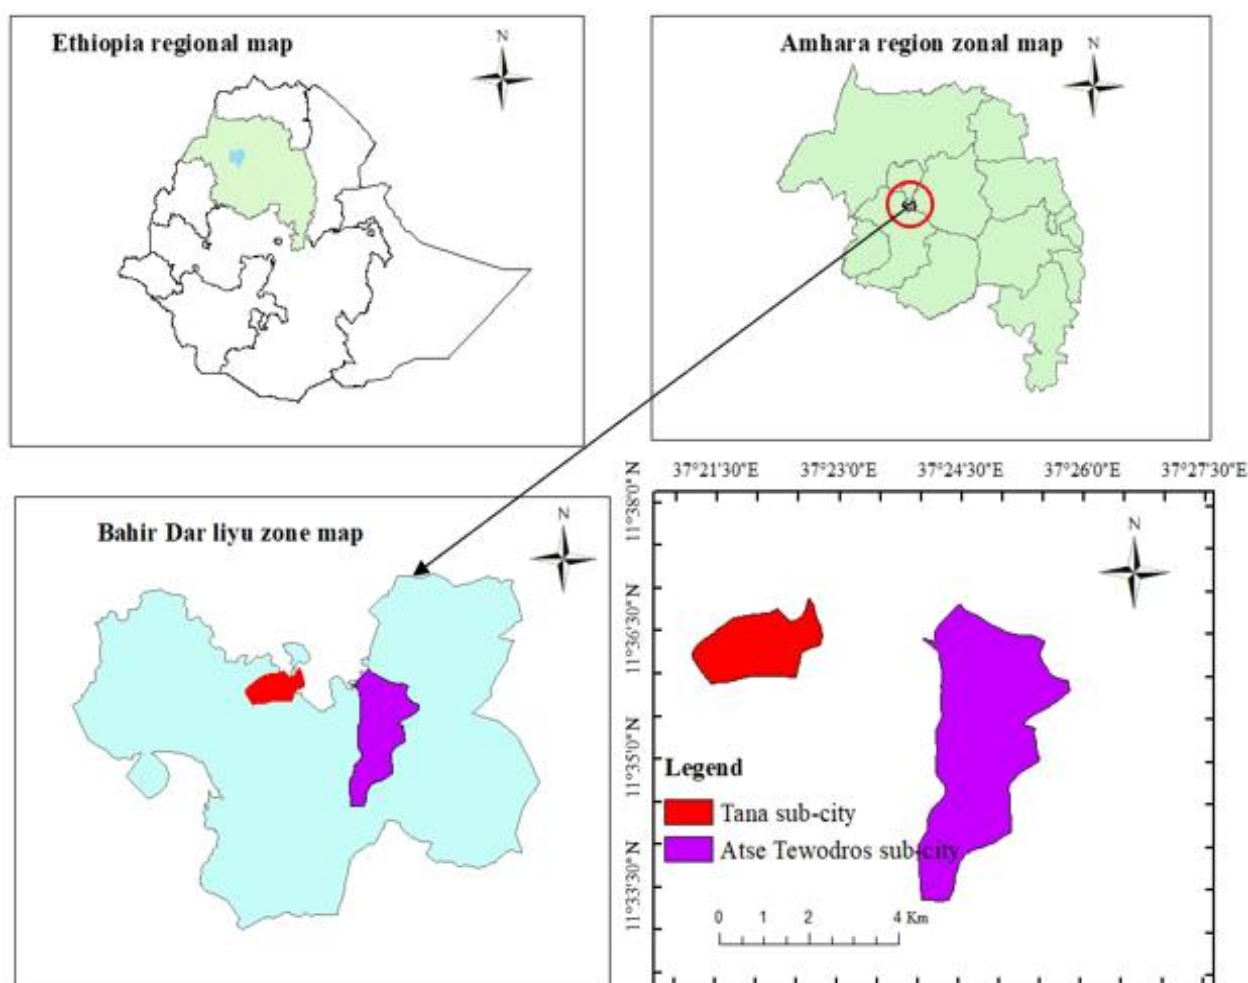 Ethiopia regional map
N
Amhara region zonal map
N
Bahir Dar liyu zone map
N
37°21'30"E 37°23'0"E 37°24'30"E 37°26'0"E 37°27'30"E
11°38'0"N
11°36'30"N
11°35'0"N
11°33'30"N
N
Legend
Tana sub-city
Atse Tewodros sub-city
0 1 2 4 Km